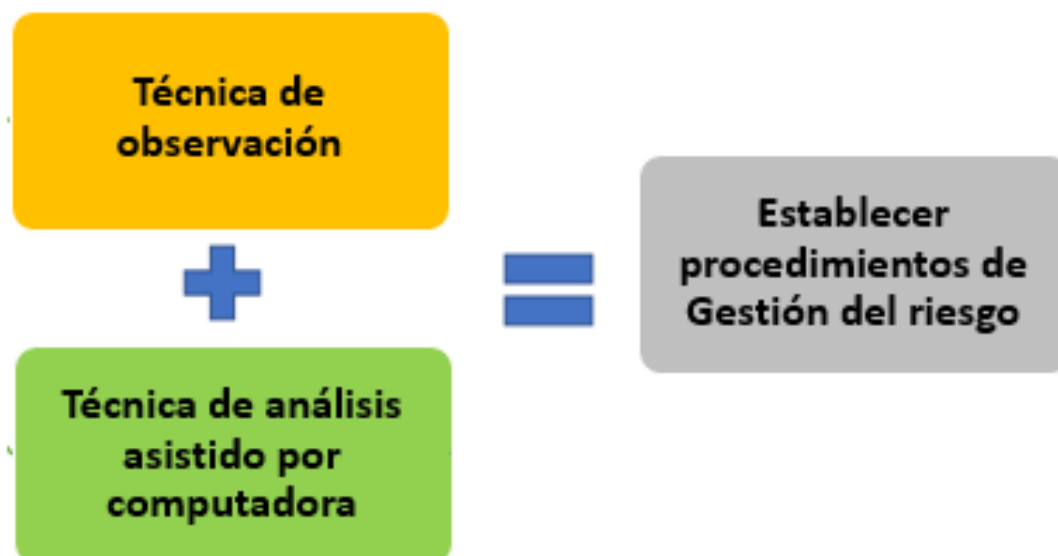 Técnica de
observación
Técnica de análisis
asistido por
computadora
Establecer
procedimientos de
Gestión del riesgo